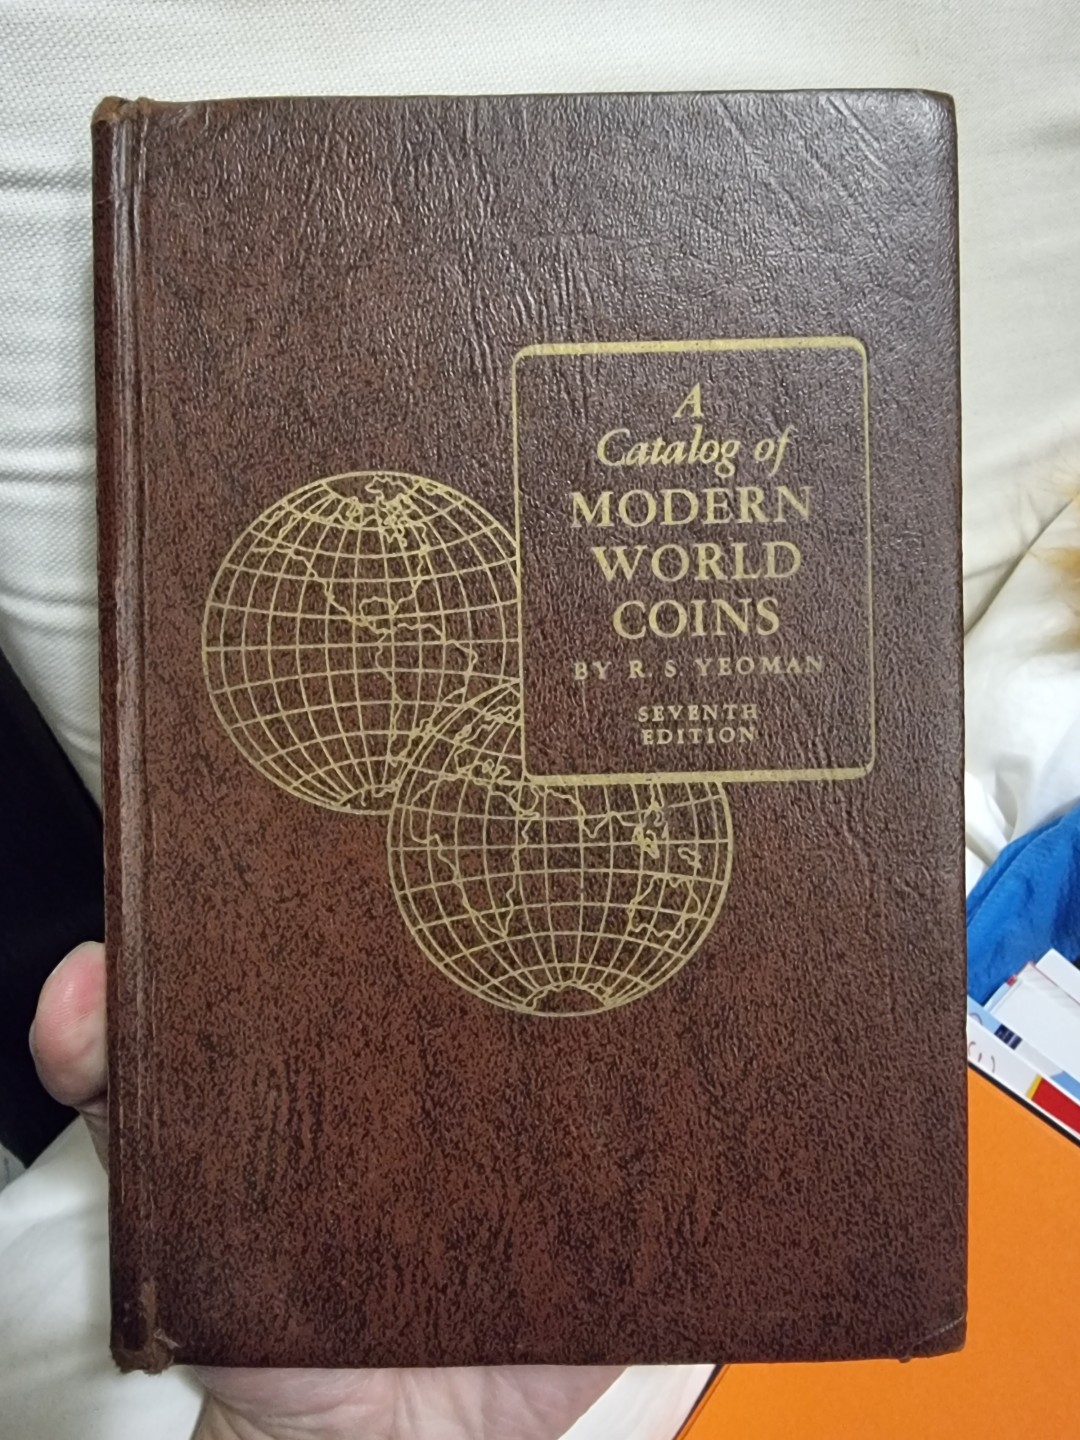 A
Catalog of
MODERN
WORLD
COINS
BY R. S. YEOMAN
SEVENTH
EDITION